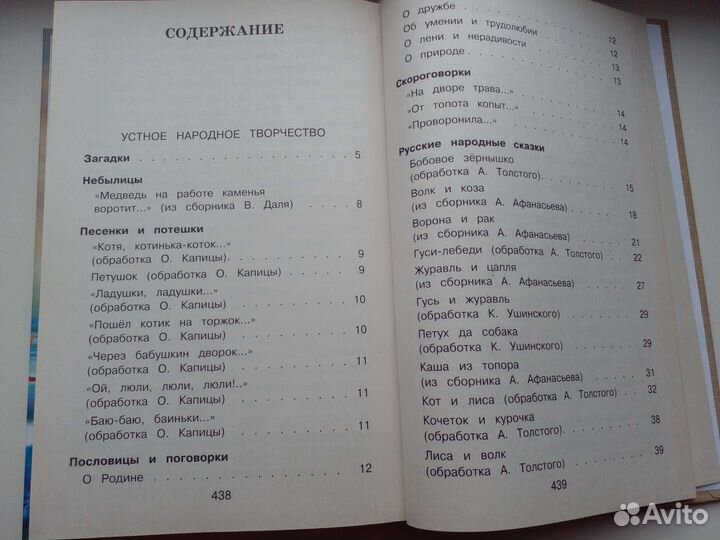 СОДЕРЖАНИЕ
УСТНОЕ НАРОДНОЕ ТВОРЧЕСТВО
Загадки . . . . . . . . . . . . . . . . . . 5
Небылицы
«Медведь на работе каменья
воротит...» (из сборника В. Даля) . . . . 8
Песенки и потешки
«Котя, котинька-коток...»
(обработка О. Капицы). . . . . . . . . . . 9
Петушок (обработка О. Капицы) . . . . . 9
«Ладушки, ладушки...»
(обработка О. Капицы) . . . . . . . . . . 10
«Пошёл котик на торжок...»
(обработка О. Капицы) . . . . . . . . . . 10
«Через бабушкин дворок...»
(обработка О. Капицы) . . . . . . . . . . 11
«Ой, люли, люли, люли!..»
(обработка О. Капицы) . . . . . . . . . . 11
«Баю-баю, баиньки...»
(обработка О. Капицы) . . . . . . . . . . 11
Пословицы и поговорки
О Родине . . . . . . . . . . . . . . . . . 12
438
О дружбе . . . . . . . . . . . . . . . . . 12
Об умении и трудолюбии . . . . . . . . 12
О лени и нерадивости . . . . . . . . . . 13
О природе . . . . . . . . . . . . . . . . . 13
Скороговорки
«На дворе трава...» . . . . . . . . . . . 14
«От топота копыт...» . . . . . . . . . . . 14
«Проворонила...» . . . . . . . . . . . . . 14
Русские народные сказки
Бобовое зёрнышко
(обработка А. Толстого). . . . . . . . . . 15
Волк и коза
(из сборника А. Афанасьева) . . . . . . 18
Ворона и рак
(из сборника А. Афанасьева) . . . . . . 21
Гуси-лебеди (обработка А. Толстого) . . 22
Журавль и цапля
(из сборника А. Афанасьева) . . . . . . 27
Гусь и журавль
(обработка К. Ушинского) . . . . . . . . 29
Петух да собака
(обработка К. Ушинского) . . . . . . . . 29
Каша из топора
(из сборника А. Афанасьева) . . . . . . 31
Кот и лиса (обработка А. Толстого) . . . 32
Кочеток и курочка
(обработка А. Толстого) . . . . . . . . . 38
Лиса и волк
(обработка А. Толстого) . . . . . . . . . 39
439
Avito